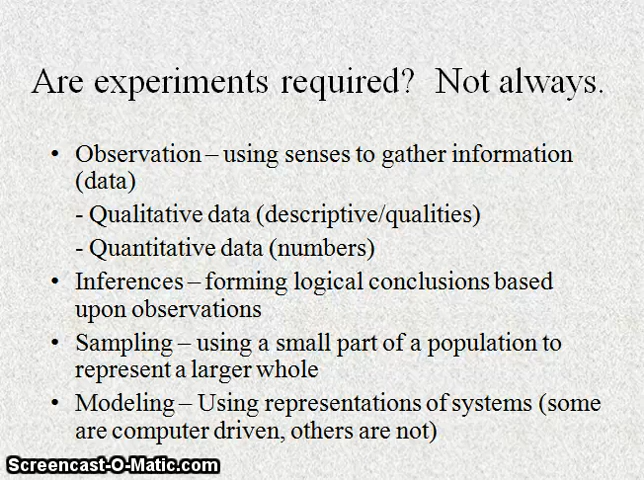 Are experiments required?  Not always.
• Observation – using senses to gather information
(data)
- Qualitative data (descriptive/qualities)
- Quantitative data (numbers)
• Inferences – forming logical conclusions based
upon observations
• Sampling – using a small part of a population to
represent a larger whole
• Modeling – Using representations of systems (some
are computer driven, others are not)
Screencast-O-Matic.com